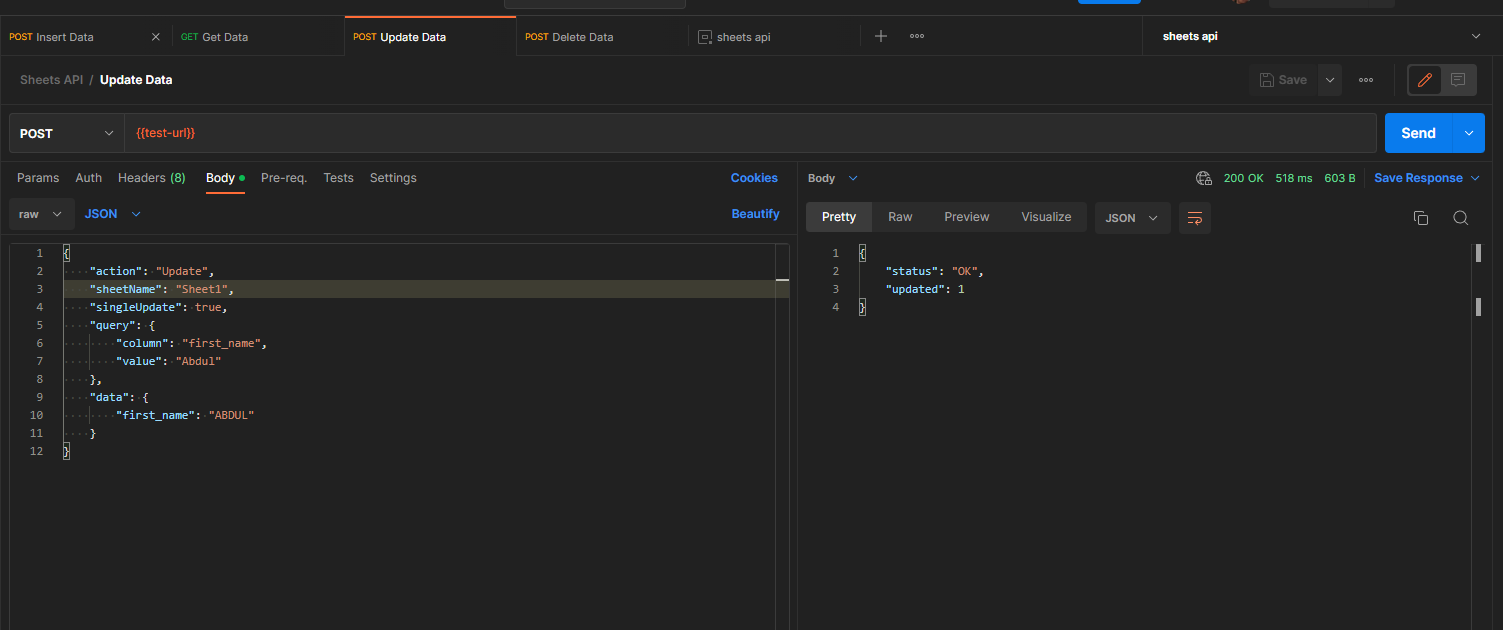 POST Insert Data GET Get Data POST Update Data POST Delete Data sheets api sheets api
Sheets API / Update Data Save
POST {{test-url}} Send
Params Auth Headers (8) Body Pre-req. Tests Settings Cookies
Body 200 OK 518 ms 603 B Save Response
raw JSON Beautify
Pretty Raw Preview Visualize JSON
1 {
2 "action": "Update",
3 "sheetName": "Sheet1",
4 "singleUpdate": true,
5 "query": {
6 "column": "first_name",
7 "value": "Abdul"
8 },
9 "data": {
10 "first_name": "ABDUL"
11 }
12 }
1 {
2 "status": "OK",
3 "updated": 1
4 }